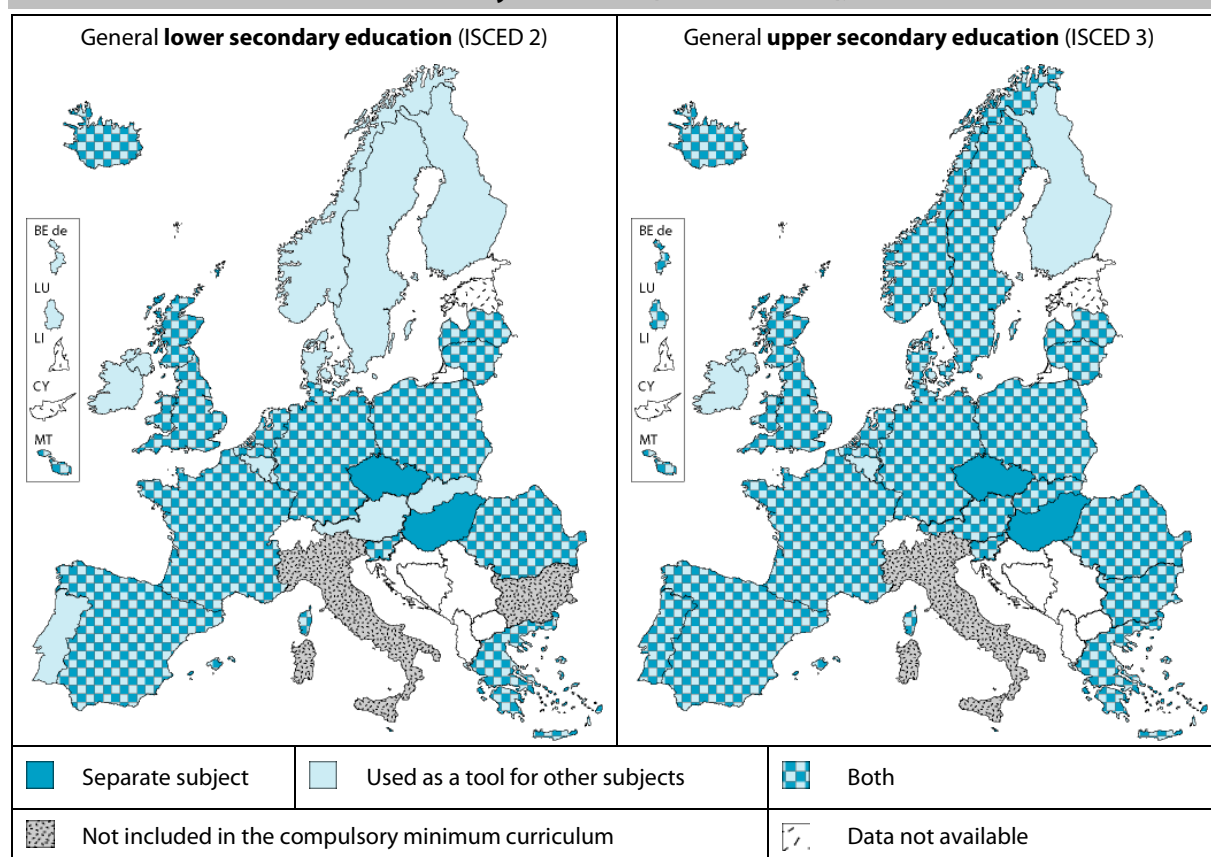 General lower secondary education (ISCED 2)
General upper secondary education (ISCED 3)
BE de
LU
LI
CY
MT
BE de
LU
LI
CY
MT
Separate subject
Used as a tool for other subjects
Both
Not included in the compulsory minimum curriculum
Data not available